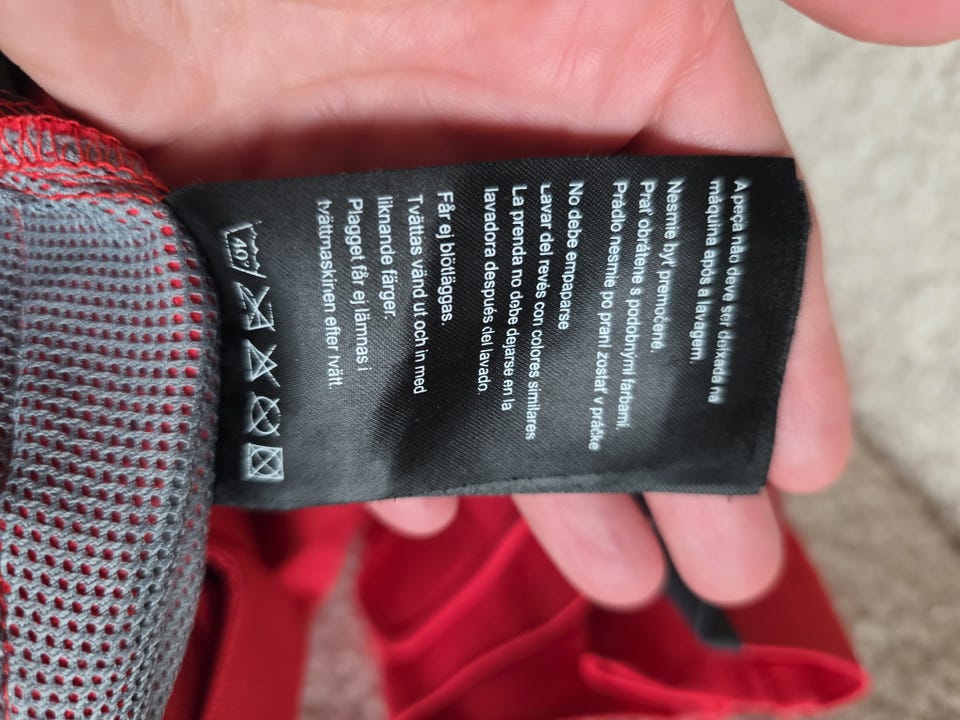 A peça não deve ser deixada na
máquina após a lavagem.
Nesmie byť premočené.
Prať obrátene s podobnými farbami.
Prádlo nesmie po praní zostať v práčke
No debe empaparse
Lavar del revés con colores similares
La prenda no debe dejarse en la
lavadora después del lavado.
Får ej blötläggas.
Tvättas vänd ut och in med
liknande färger.
Plagget får ej lämnas i
tvättmaskinen efter tvätt
40°